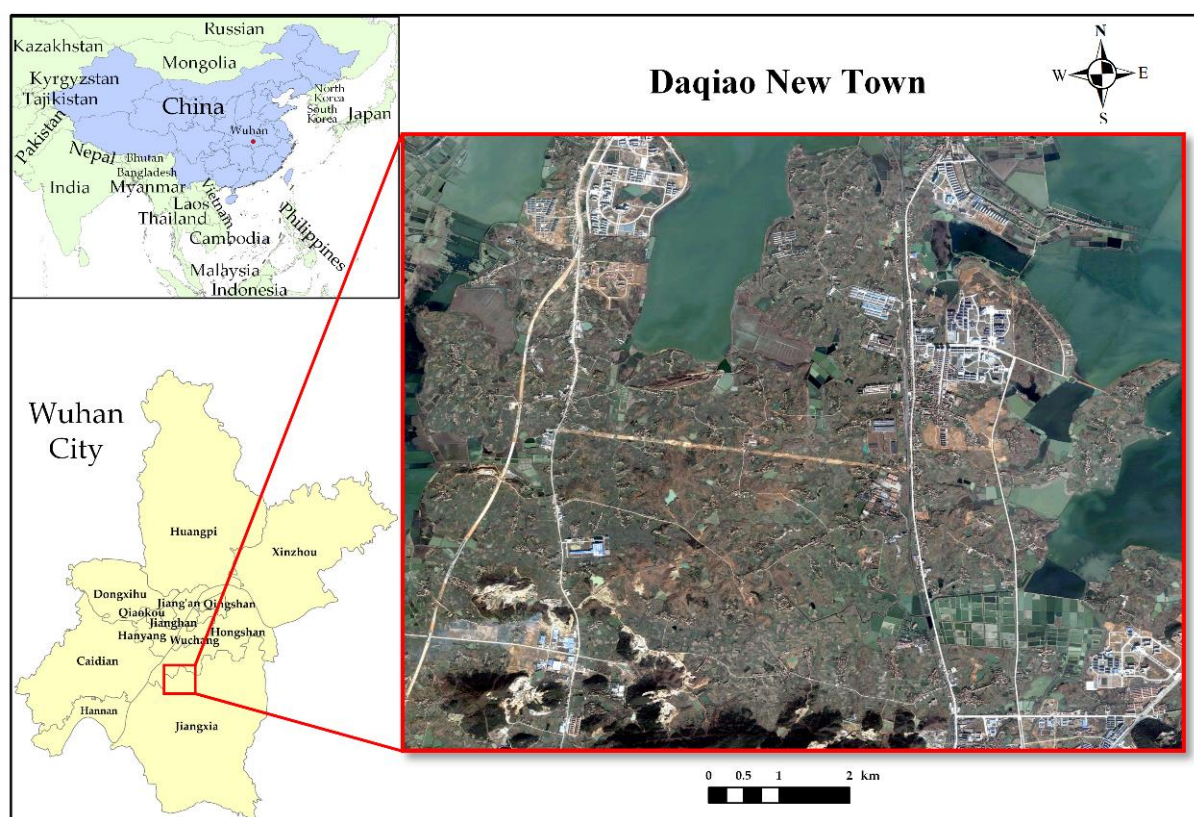 Russian
Kazakhstan
Mongolia
Kyrgyzstan
Tajikistan
China
North
Korea
South
Korea
Japan
Wuhan
Pakistan
Nepal
Bhutan
Bangladesh
India
Myanmar
Vietnam
Laos
Thailand
Philippines
Cambodia
Malaysia
Indonesia
Daqiao New Town
N
W
E
S
Wuhan
City
Huangpi
Xinzhou
Dongxihu
Jiang'an
Qingshan
Qiaokou
Jianghan
Hanyang
Wuchang
Hongshan
Caidian
Hannan
Jiangxia
0 0.5 1 2 km